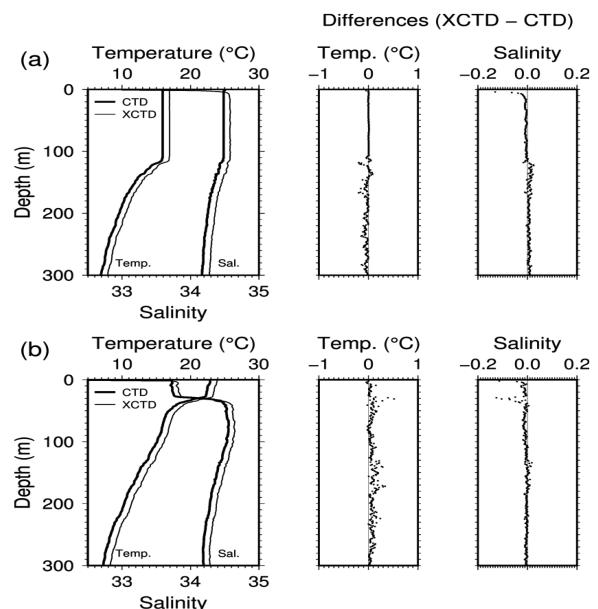 Differences (XCTD – CTD)
(a)
Temperature (°C)
Temp. (°C)
Salinity
10 20 30
−1 0 1
−0.2 0 0.2
0
100
200
300
Depth (m)
CTD
XCTD
Temp.
Sal.
33 34 35
Salinity
(b)
Temperature (°C)
Temp. (°C)
Salinity
10 20 30
−1 0 1
−0.2 0 0.2
0
100
200
300
Depth (m)
CTD
XCTD
Temp.
Sal.
33 34 35
Salinity